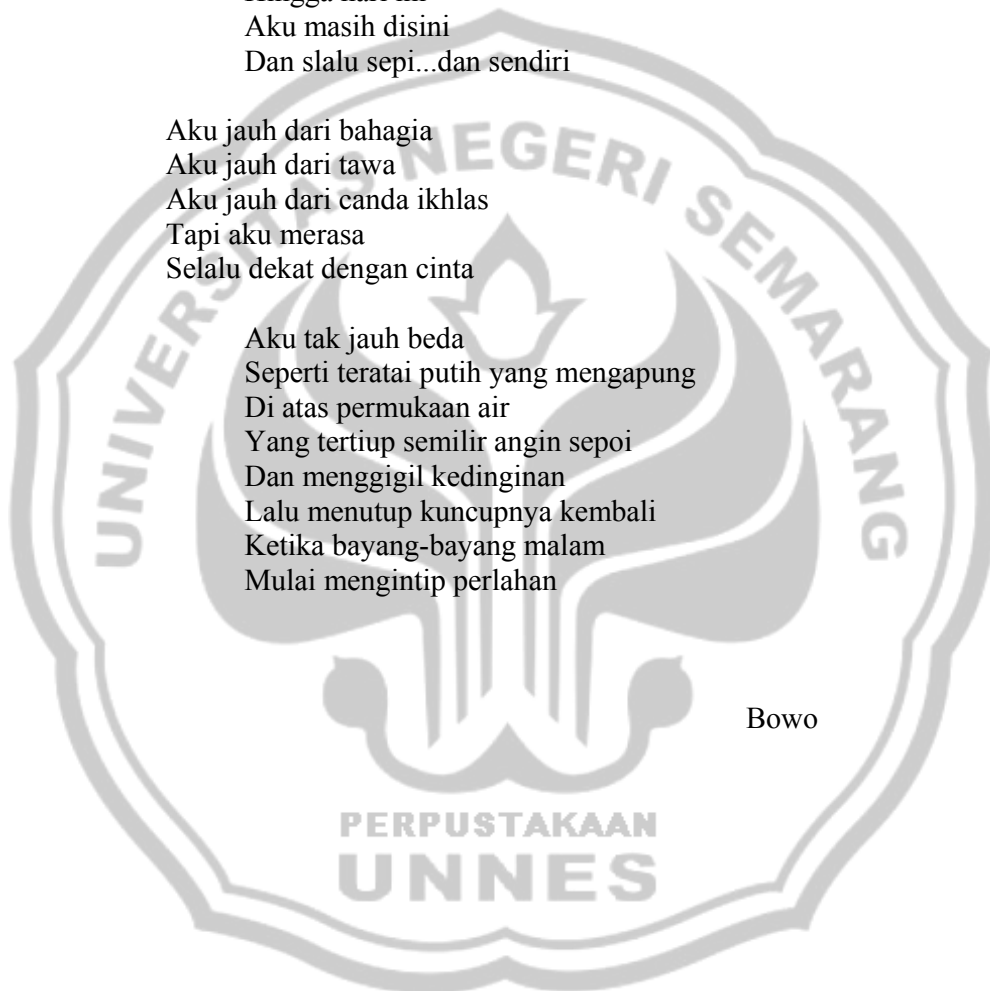 Aku masih disini
Dan slalu sepi...dan sendiri
Aku jauh dari bahagia
Aku jauh dari tawa
Aku jauh dari canda ikhlas
Tapi aku merasa
Selalu dekat dengan cinta
Aku tak jauh beda
Seperti teratai putih yang mengapung
Di atas permukaan air
Yang tertiup semilir angin sepoi
Dan menggigil kedinginan
Lalu menutup kuncupnya kembali
Ketika bayang-bayang malam
Mulai mengintip perlahan
Bowo
UNIVERSITAS NEGERI SEMARANG
PERPUSTAKAAN
UNNES